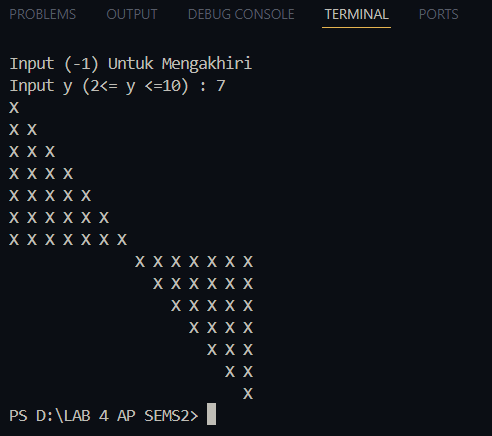 PROBLEMS OUTPUT DEBUG CONSOLE TERMINAL PORTS
Input (-1) Untuk Mengakhiri
Input y (2<= y <=10) : 7
X
X X
X X X
X X X X
X X X X X
X X X X X X
X X X X X X X
              X X X X X X X
                X X X X X X
                  X X X X X
                    X X X X
                      X X X
                        X X
                          X
PS D:\LAB 4 AP SEMS2>